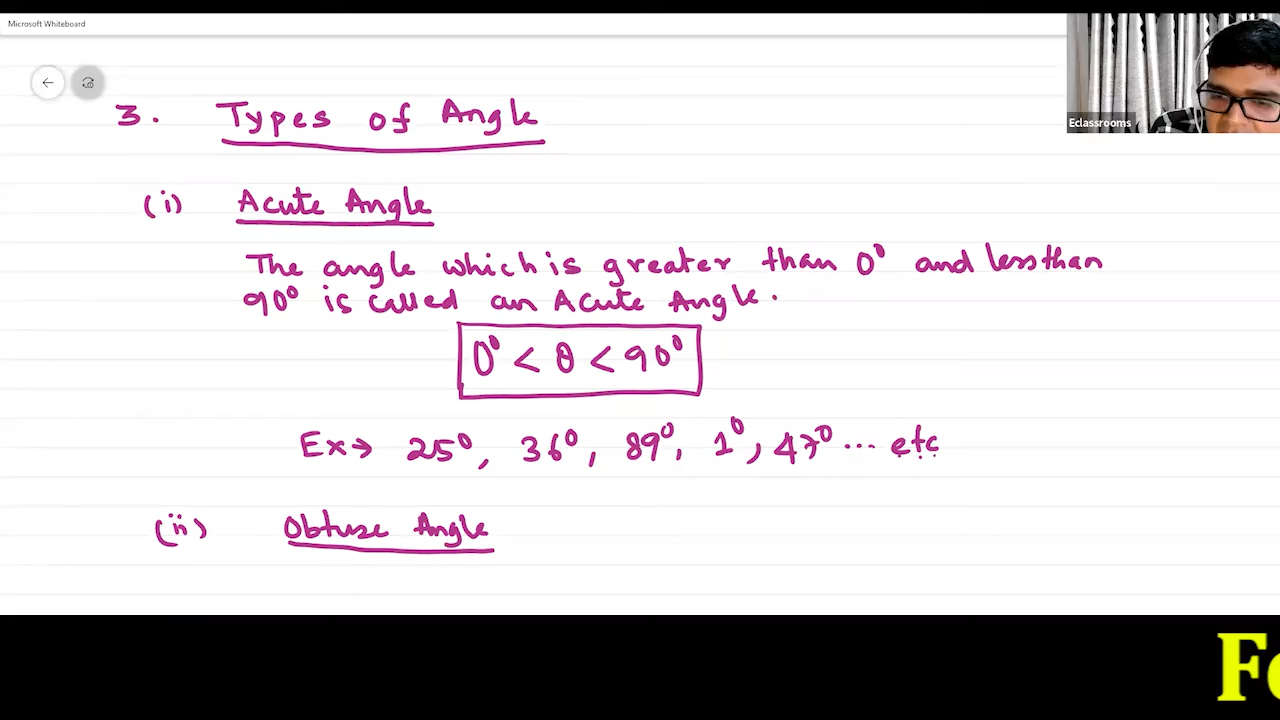 Microsoft Whiteboard
Eclassrooms
3. Types of Angle
(i) Acute Angle
The angle which is greater than 0° and less than
90° is called an Acute Angle.
0° < θ < 90°
Ex→ 25°, 36°, 89°, 1°, 47° ... etc
(ii) Obtuse Angle